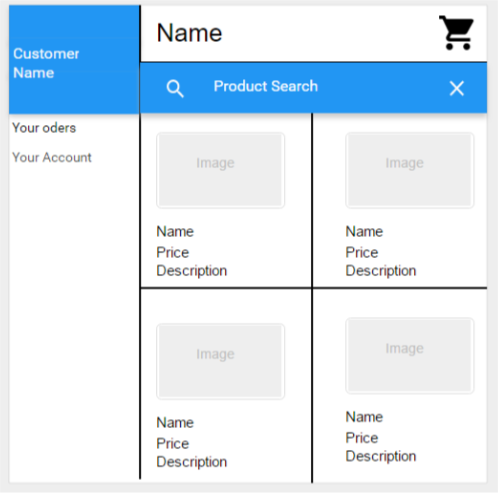 Customer
Name
Your oders
Your Account
Name
Product Search
Image
Name
Price
Description
Image
Name
Price
Description
Image
Name
Price
Description
Image
Name
Price
Description